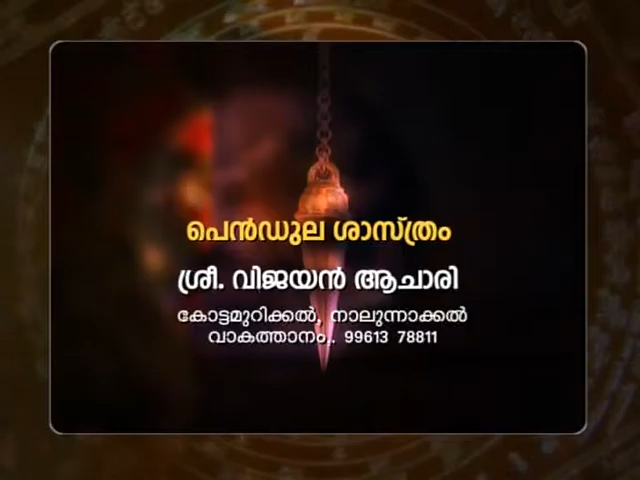 പെൻഡുല ശാസ്ത്രം
ശ്രീ. വിജയൻ ആചാരി
കോട്ടമുറിക്കൽ, നാലുന്നാക്കൽ
വാകത്താനം.. 99613 78811